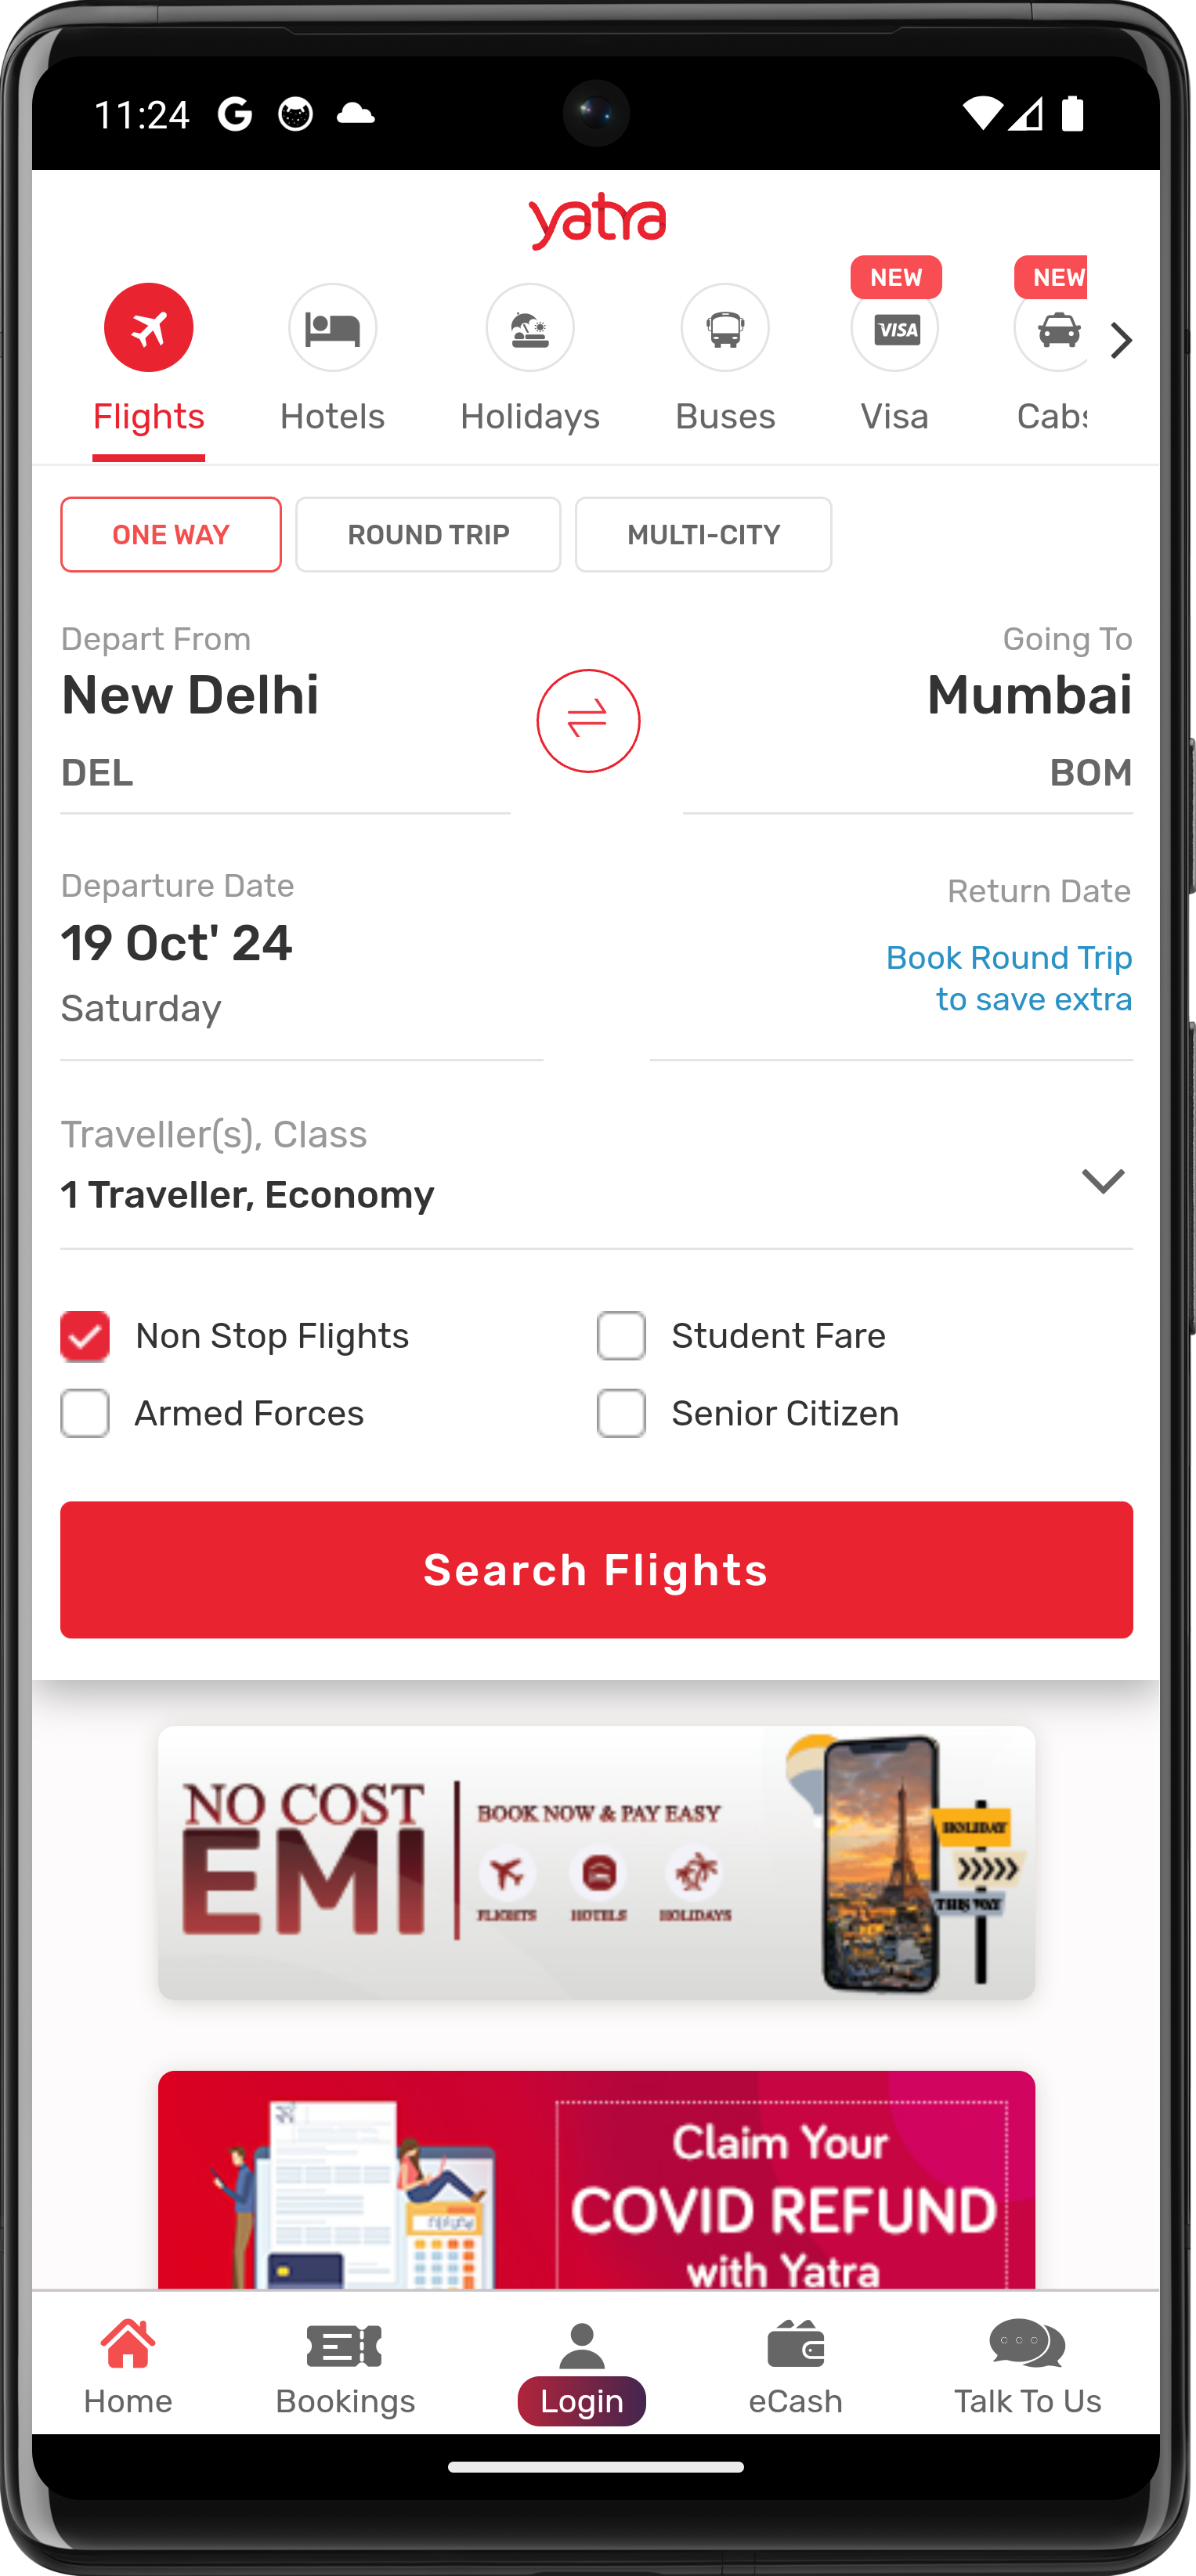 11:24
yatra
NEW
NEW
VISA
Flights
Hotels
Holidays
Buses
Visa
Cabs
ONE WAY
ROUND TRIP
MULTI-CITY
Depart From
Going To
New Delhi
Mumbai
DEL
BOM
Departure Date
Return Date
19 Oct' 24
Book Round Trip
to save extra
Saturday
Traveller(s), Class
1 Traveller, Economy
Non Stop Flights
Student Fare
Armed Forces
Senior Citizen
Search Flights
NO COST
EMI
BOOK NOW & PAY EASY
FLIGHTS
HOTELS
HOLIDAYS
HOLIDAY
THIS WAY
Claim Your
COVID REFUND
with Yatra
REFUND
Home
Bookings
Login
eCash
Talk To Us